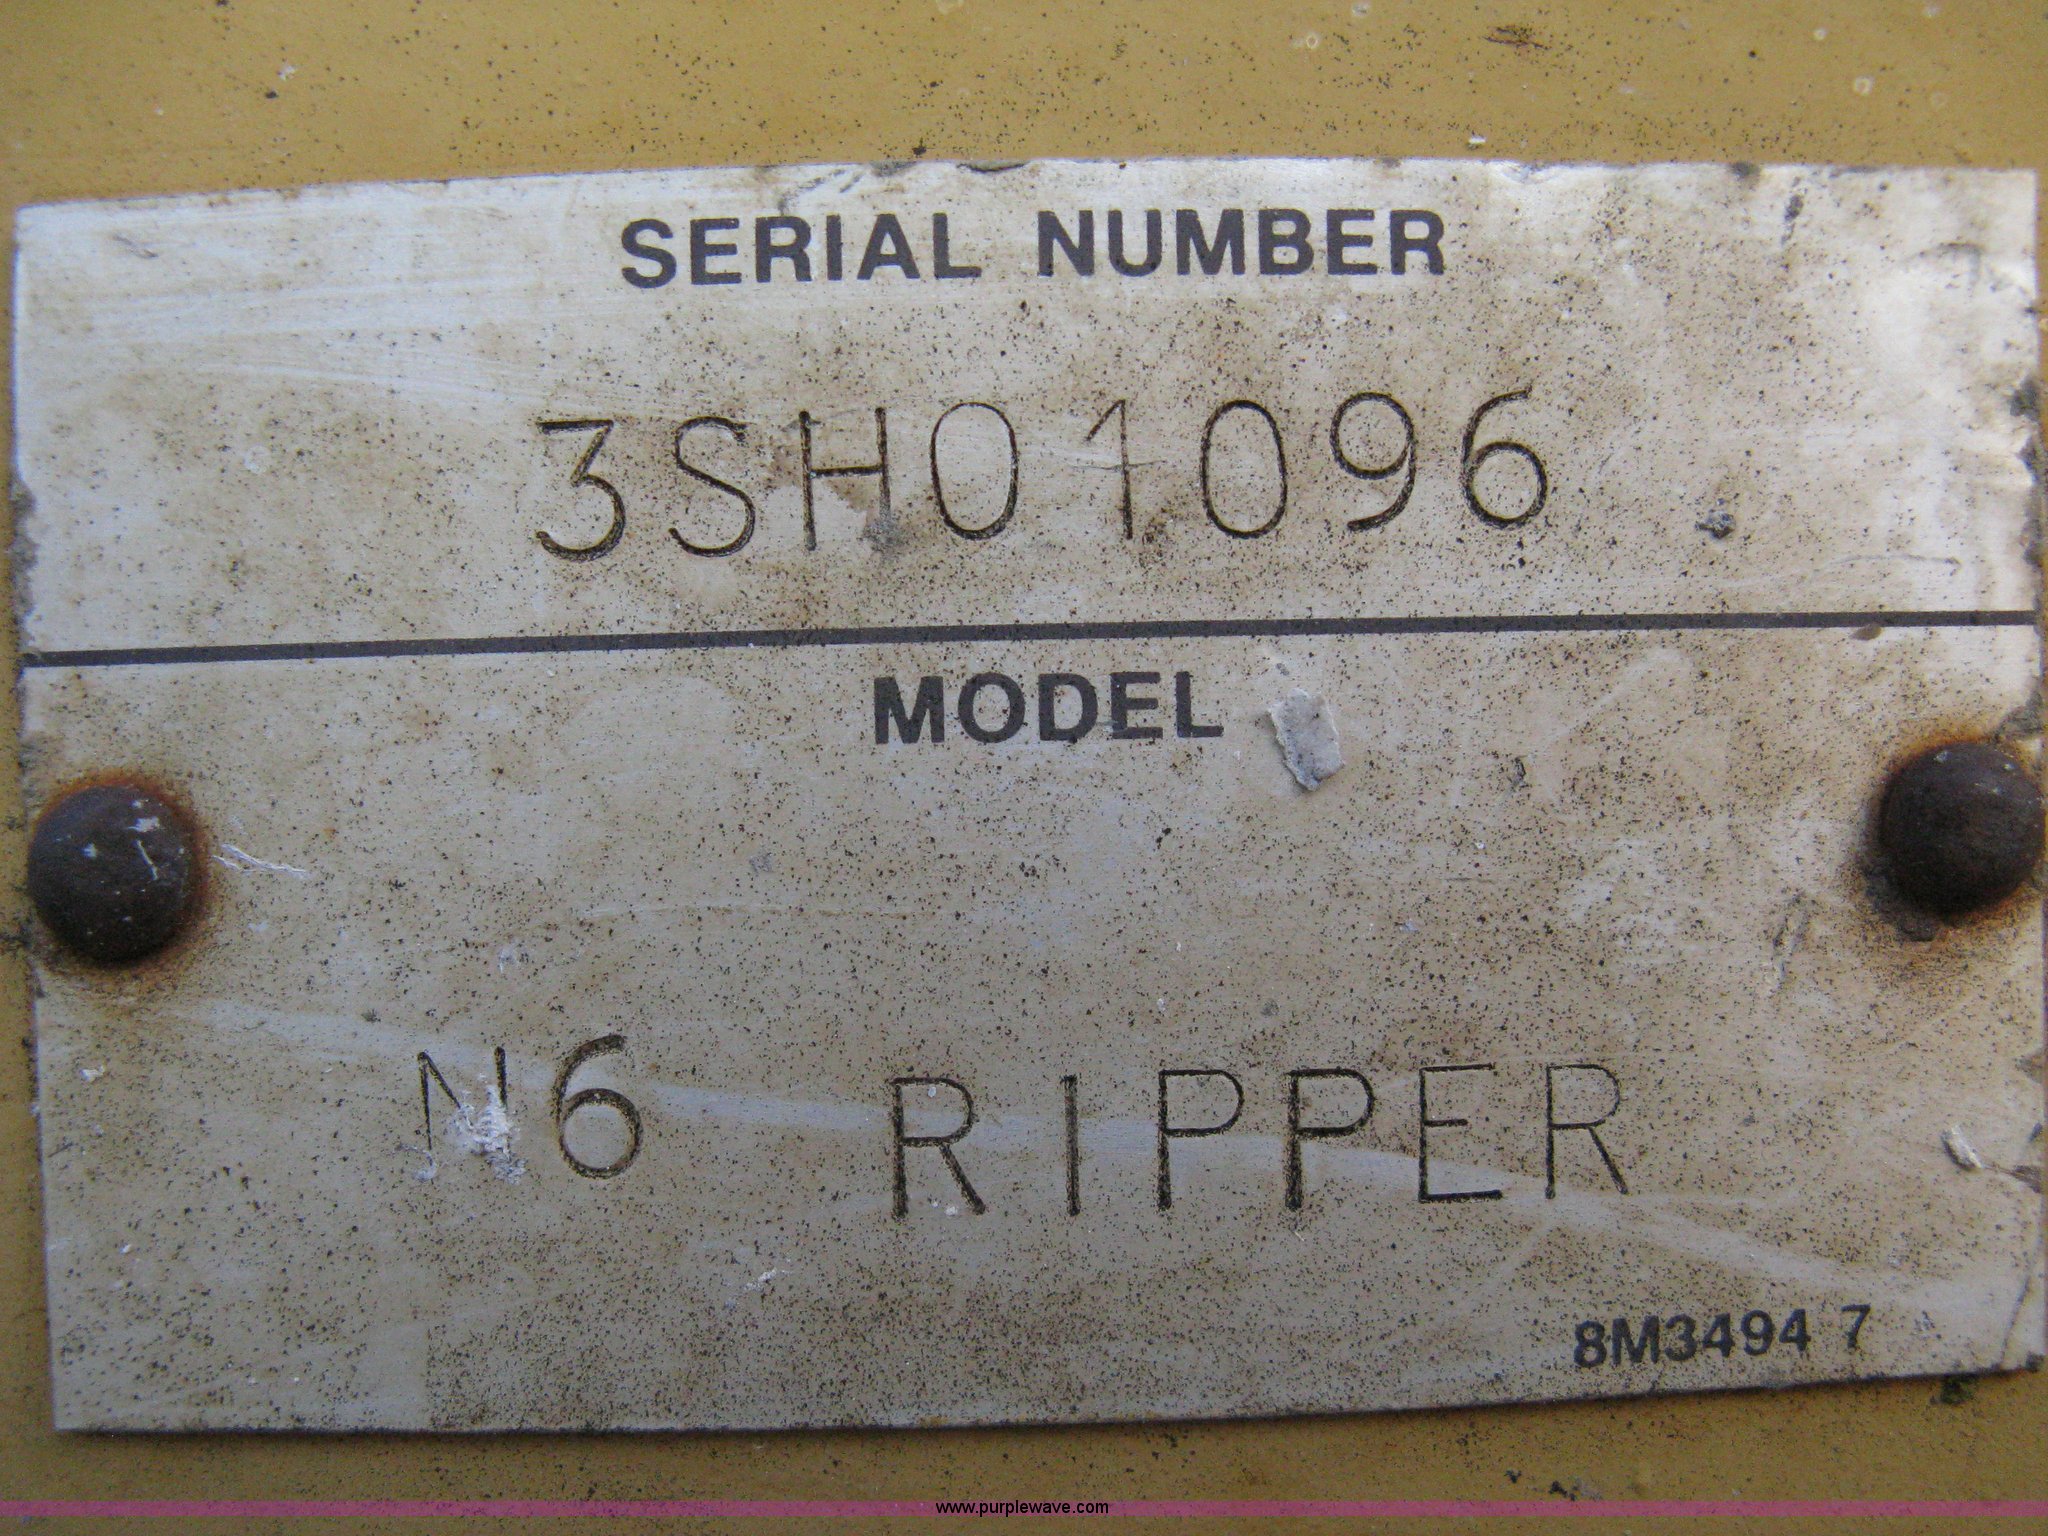 SERIAL NUMBER
3SH01096
MODEL
N6 RIPPER
8M3494 7
www.purplewave.com